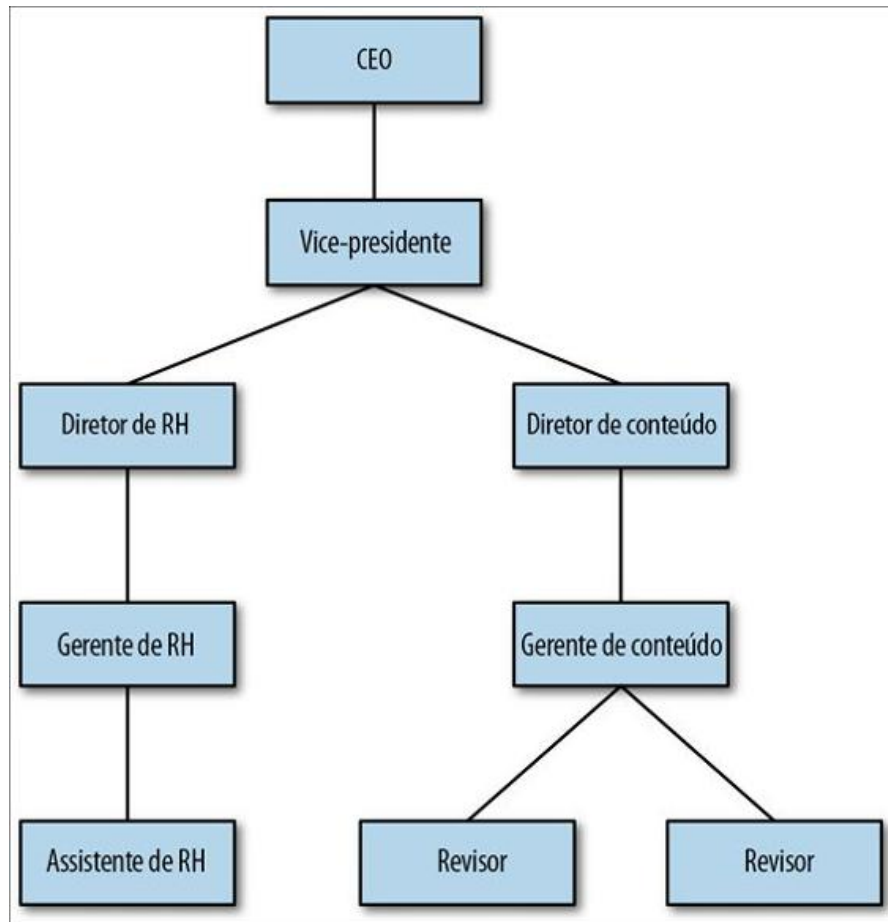 CEO
Vice-presidente
Diretor de RH
Diretor de conteúdo
Gerente de RH
Gerente de conteúdo
Assistente de RH
Revisor
Revisor